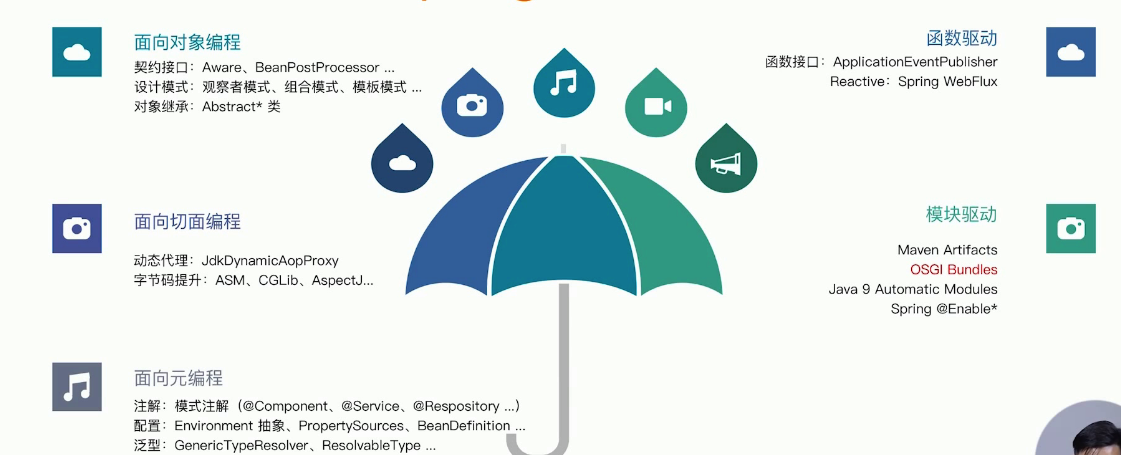 面向对象编程
契约接口：Aware、BeanPostProcessor ...
设计模式：观察者模式、组合模式、模板模式 ...
对象继承：Abstract* 类
函数驱动
函数接口：ApplicationEventPublisher
Reactive：Spring WebFlux
面向切面编程
动态代理：JdkDynamicAopProxy
字节码提升：ASM、CGLib、AspectJ...
模块驱动
Maven Artifacts
OSGI Bundles
Java 9 Automatic Modules
Spring @Enable*
面向元编程
注解：模式注解（@Component、@Service、@Respository ...）
配置：Environment 抽象、PropertySources、BeanDefinition ...
泛型：GenericTypeResolver、ResolvableType ...